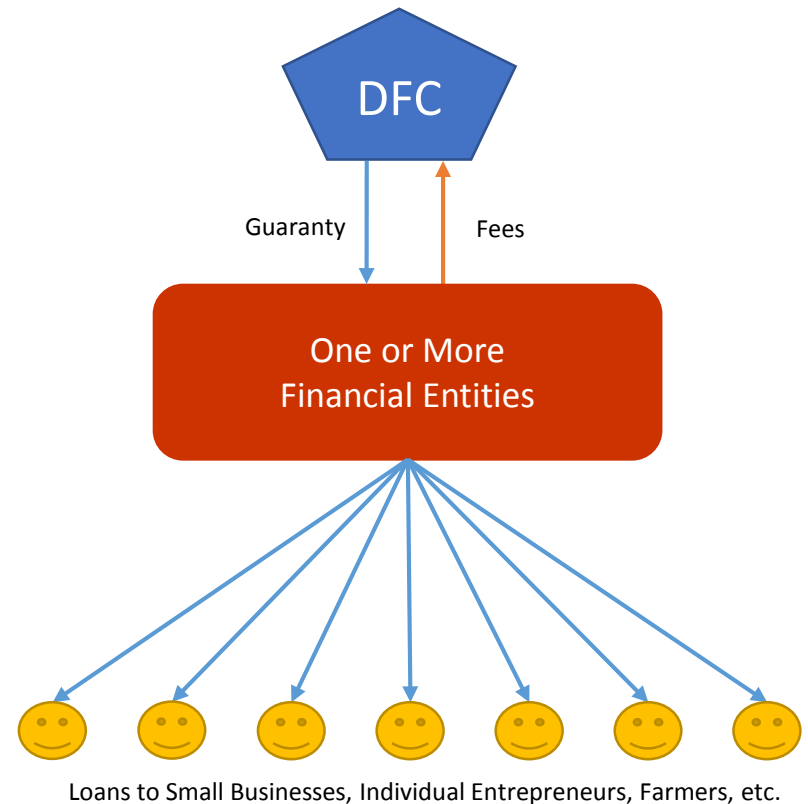 DFC
Guaranty
Fees
One or More
Financial Entities
Loans to Small Businesses, Individual Entrepreneurs, Farmers, etc.